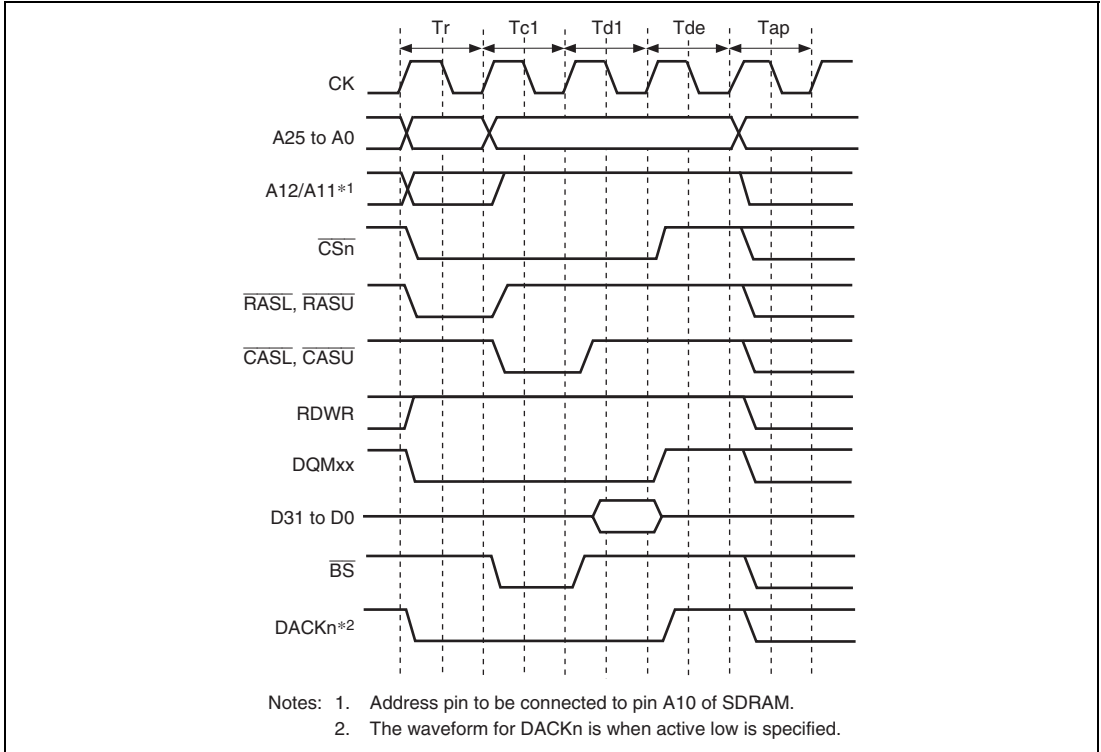 Tr Tc1 Td1 Tde Tap
CK
A25 to A0
A12/A11*1
CSn
RASL, RASU
CASL, CASU
RDWR
DQMxx
D31 to D0
BS
DACKn*2
Notes: 1. Address pin to be connected to pin A10 of SDRAM.
2. The waveform for DACKn is when active low is specified.